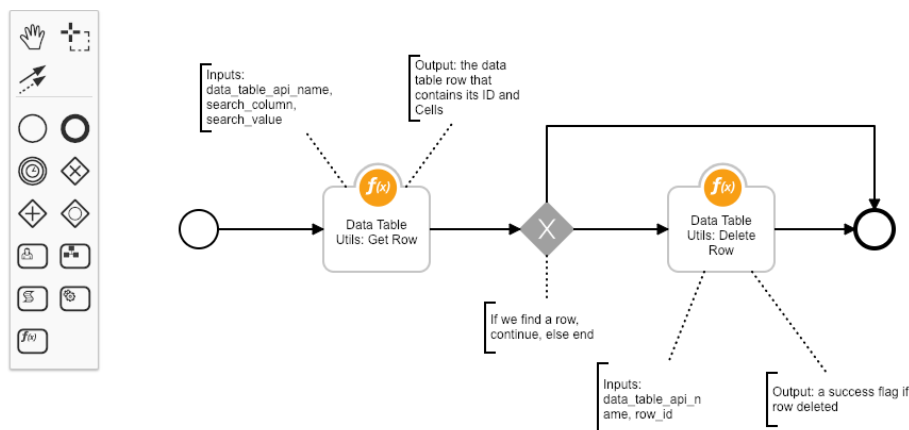 Inputs:
data_table_api_name,
search_column,
search_value
Output: the data
table row that
contains its ID and
Cells
f(x)
Data Table
Utils: Get Row
X
f(x)
Data Table
Utils: Delete
Row
If we find a row,
continue, else end
Inputs:
data_table_api_n
ame, row_id
Output: a success flag if
row deleted
f(x)